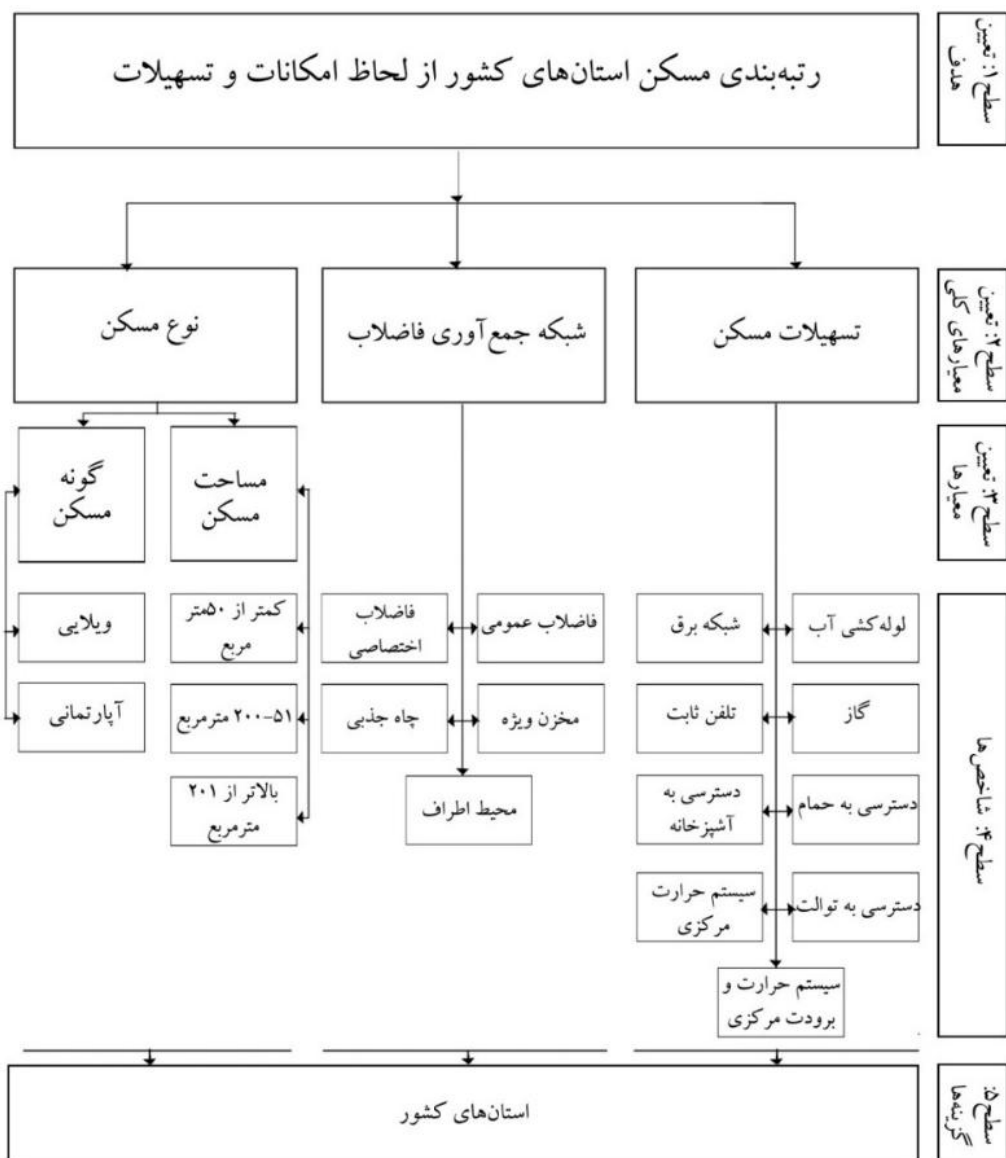 سطح ۱: تعیین
هدف
رتبه‌بندی مسکن استان‌های کشور از لحاظ امکانات و تسهیلات
سطح ۲: تعیین
معیارهای کلی
تسهیلات مسکن
شبکه جمع‌آوری فاضلاب
نوع مسکن
سطح ۳: تعیین
معیارها
مساحت
مسکن
گونه
مسکن
سطح ۴: شاخص‌ها
لوله‌کشی آب
شبکه برق
گاز
تلفن ثابت
دسترسی به حمام
دسترسی به
آشپزخانه
دسترسی به توالت
سیستم حرارت
مرکزی
سیستم حرارت و
برودت مرکزی
فاضلاب عمومی
فاضلاب
اختصاصی
مخزن ویژه
چاه جذبی
محیط اطراف
کمتر از ۵۰متر
مربع
۵۱-۲۰۰ مترمربع
بالاتر از ۲۰۱
مترمربع
ویلایی
آپارتمانی
سطح ۵:
گزینه‌ها
استان‌های کشور